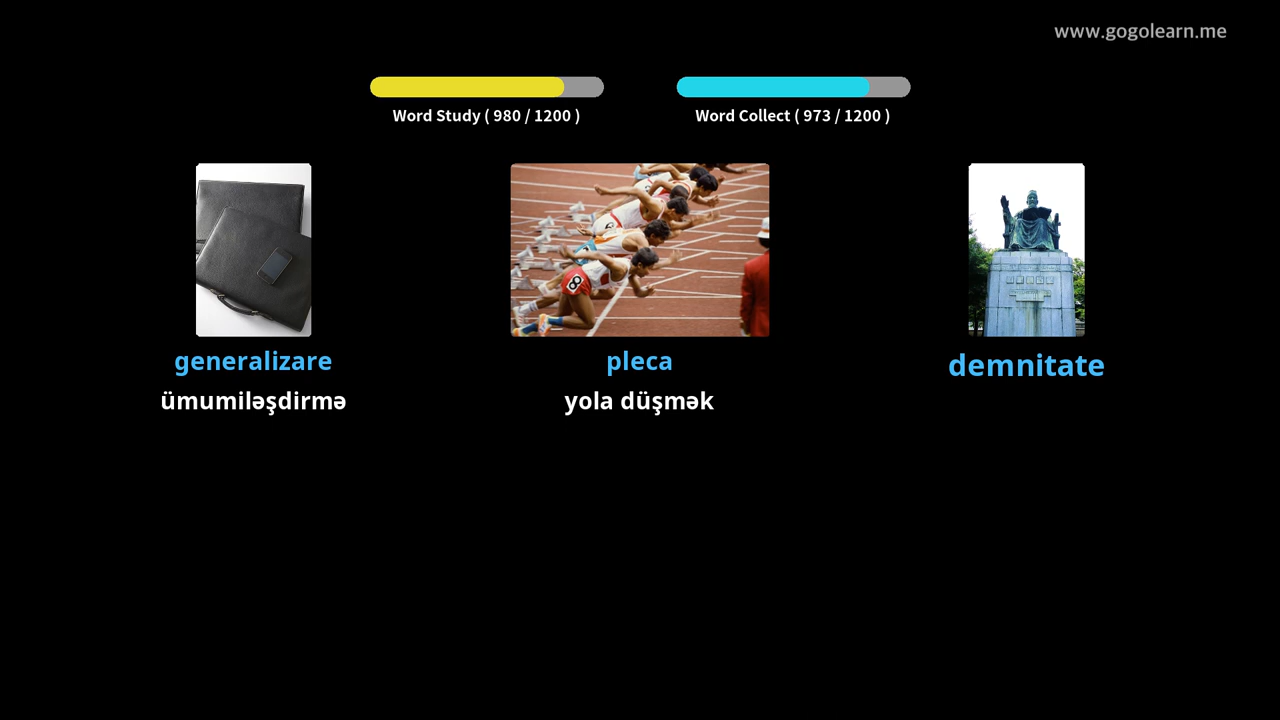 www.gogolearn.me
Word Study ( 980 / 1200 )
Word Collect ( 973 / 1200 )
generalizare
pleca
demnitate
ümumiləşdirmə
yola düşmək